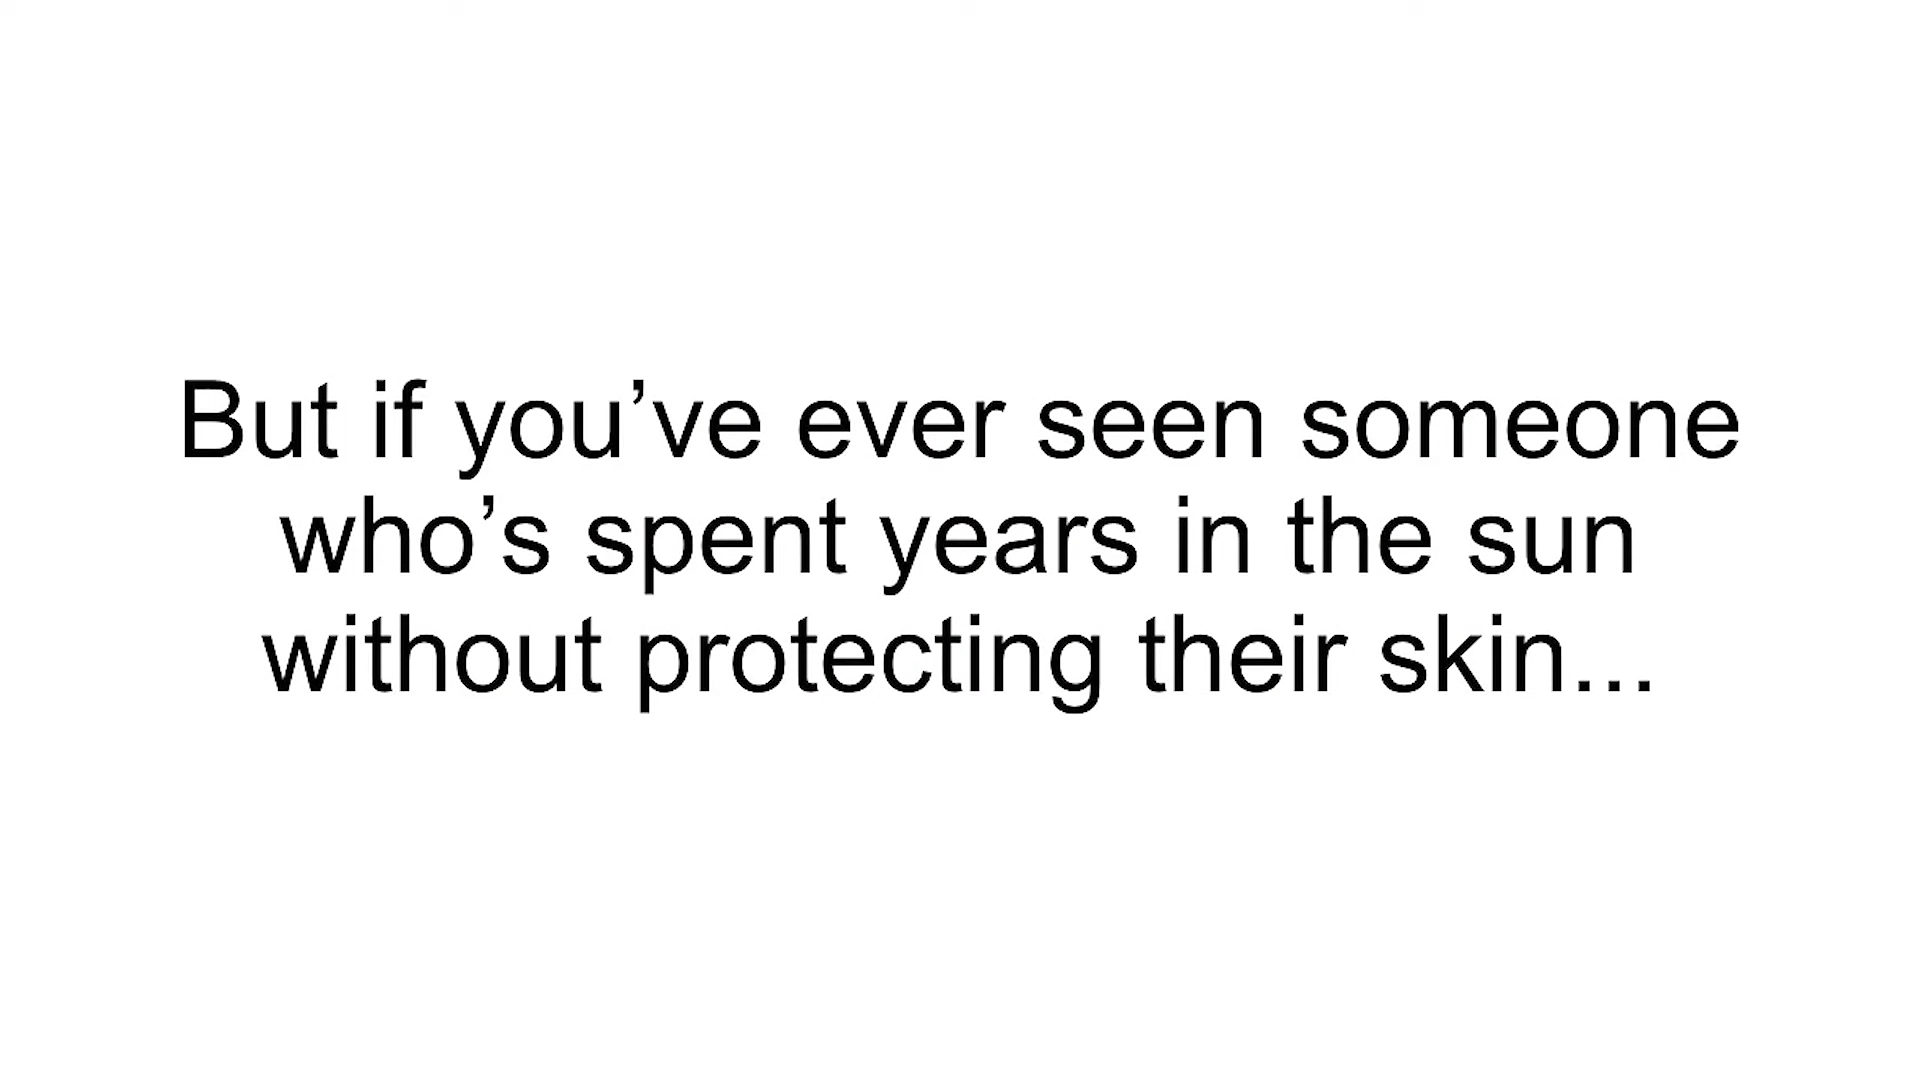 But if you’ve ever seen someone
who’s spent years in the sun
without protecting their skin...